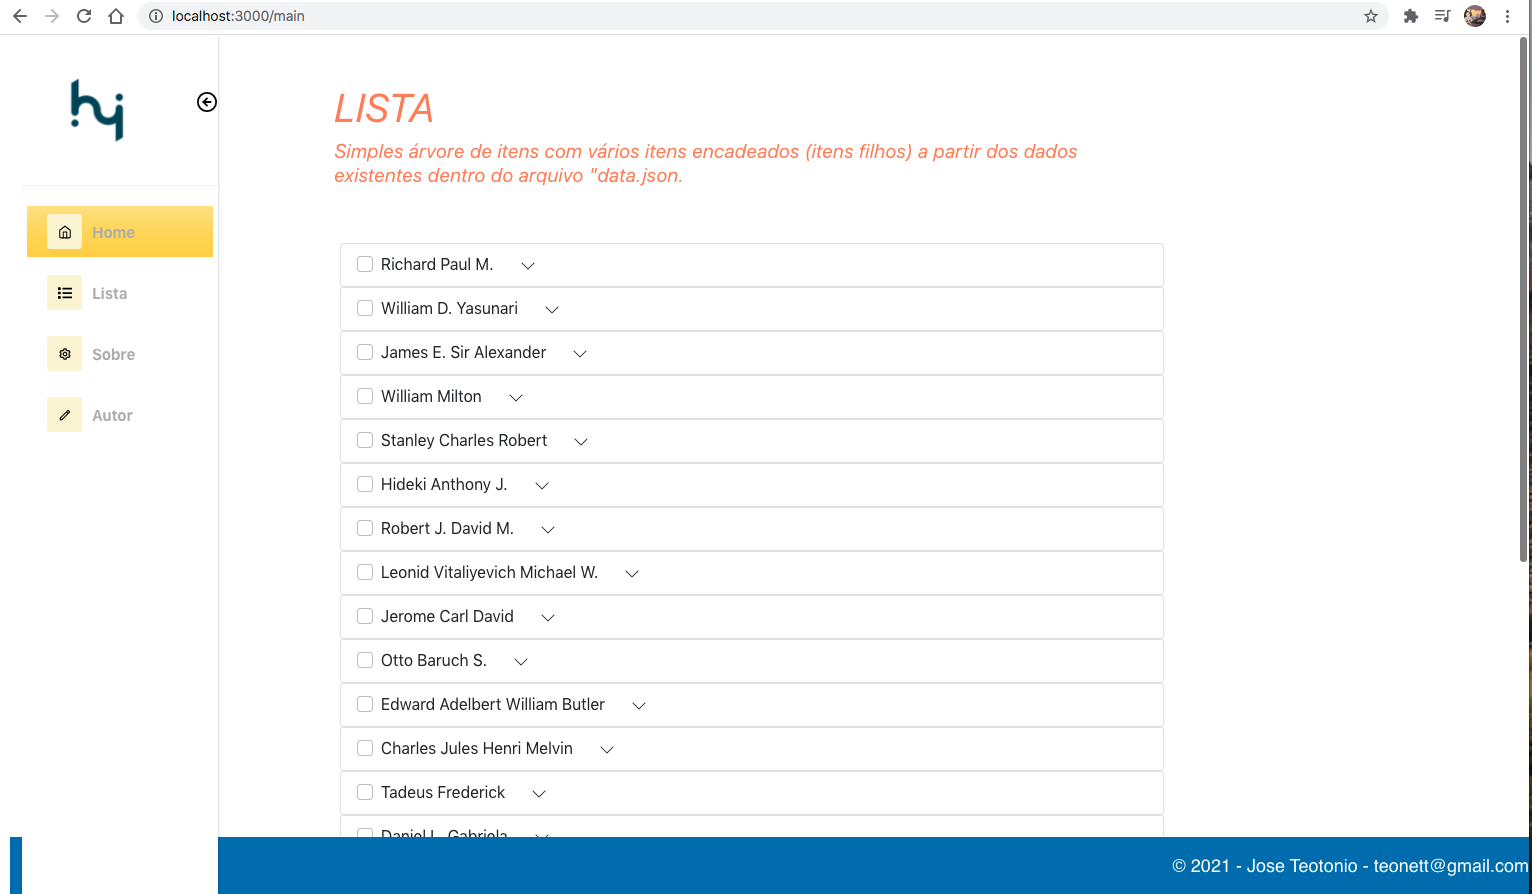 localhost:3000/main
hy
LISTA
Simples árvore de itens com vários itens encadeados (itens filhos) a partir dos dados
existentes dentro do arquivo "data.json.
Home
Lista
Sobre
Autor
Richard Paul M.
William D. Yasunari
James E. Sir Alexander
William Milton
Stanley Charles Robert
Hideki Anthony J.
Robert J. David M.
Leonid Vitaliyevich Michael W.
Jerome Carl David
Otto Baruch S.
Edward Adelbert William Butler
Charles Jules Henri Melvin
Tadeus Frederick
Daniel L. Gabriela
© 2021 - Jose Teotonio - teonett@gmail.com